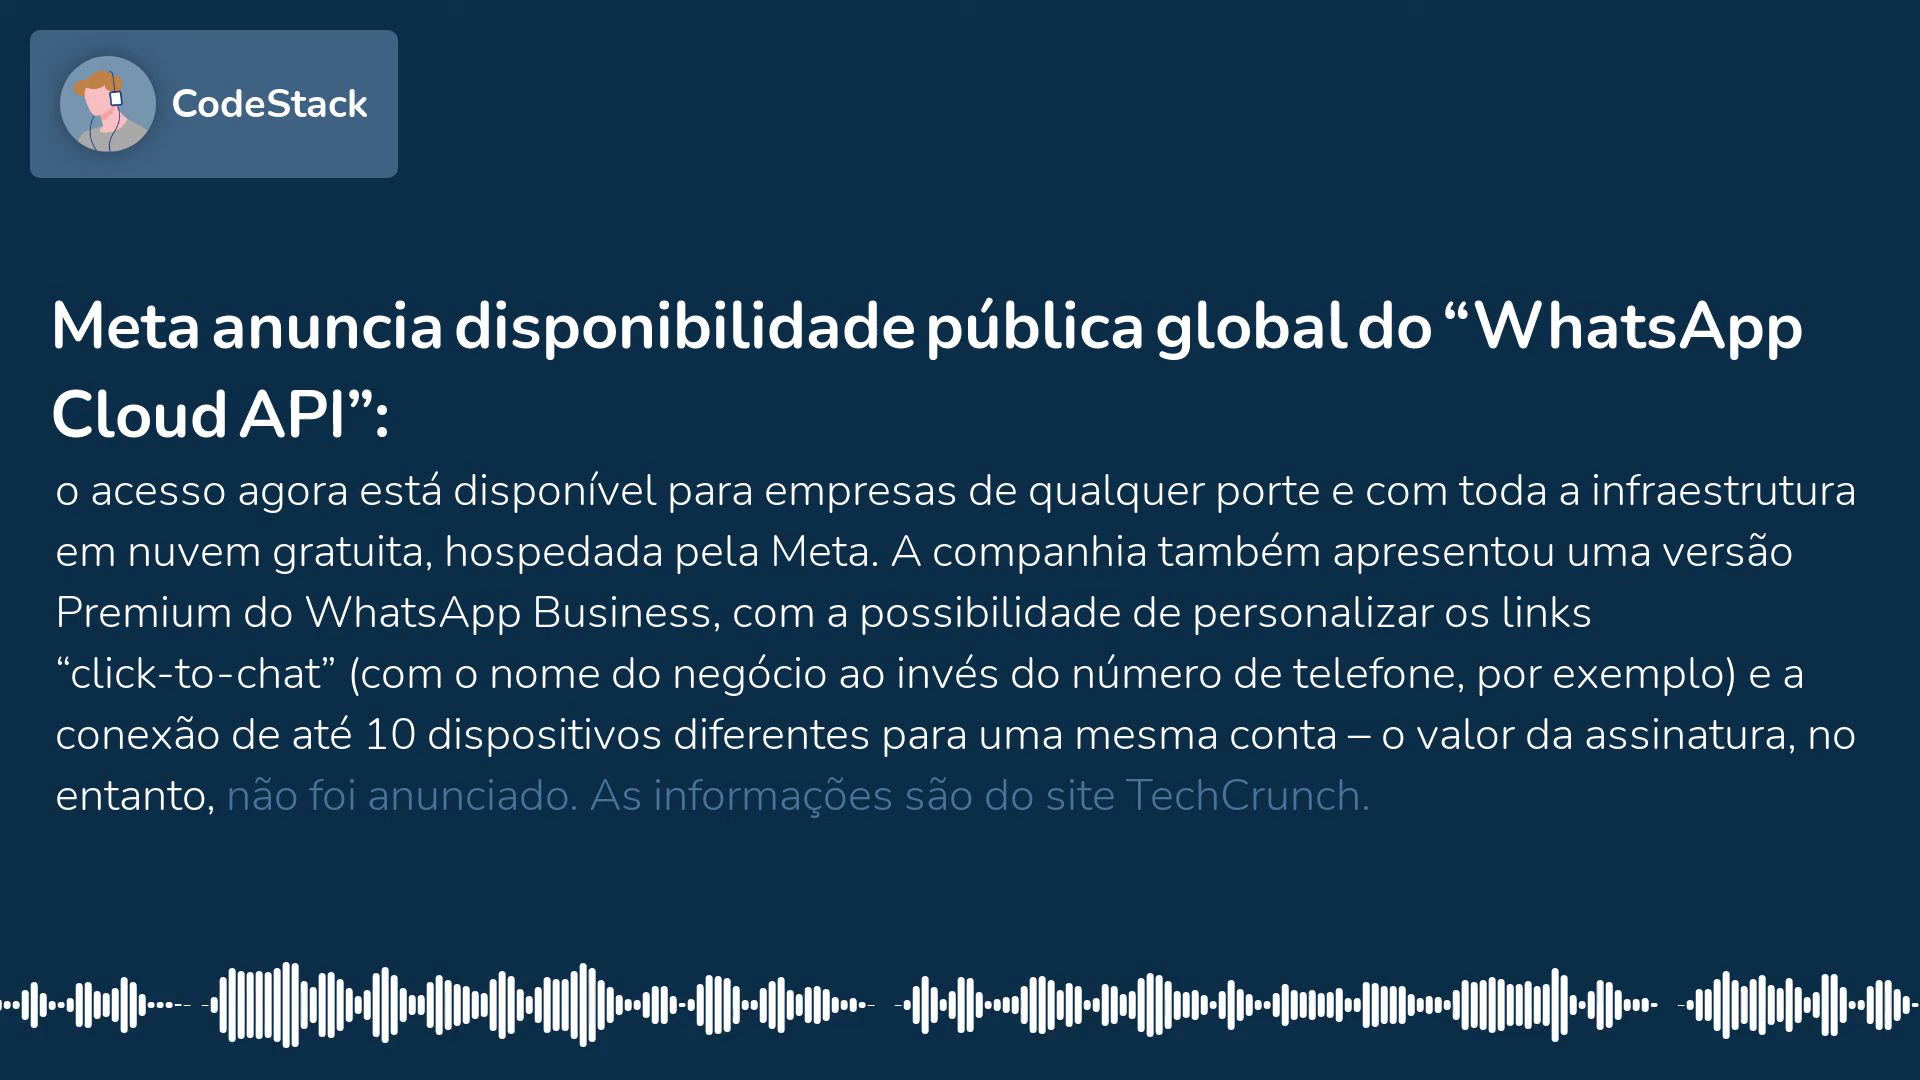 CodeStack
Meta anuncia disponibilidade pública global do “WhatsApp
Cloud API”:
o acesso agora está disponível para empresas de qualquer porte e com toda a infraestrutura
em nuvem gratuita, hospedada pela Meta. A companhia também apresentou uma versão
Premium do WhatsApp Business, com a possibilidade de personalizar os links
“click-to-chat” (com o nome do negócio ao invés do número de telefone, por exemplo) e a
conexão de até 10 dispositivos diferentes para uma mesma conta – o valor da assinatura, no
entanto, não foi anunciado. As informações são do site TechCrunch.